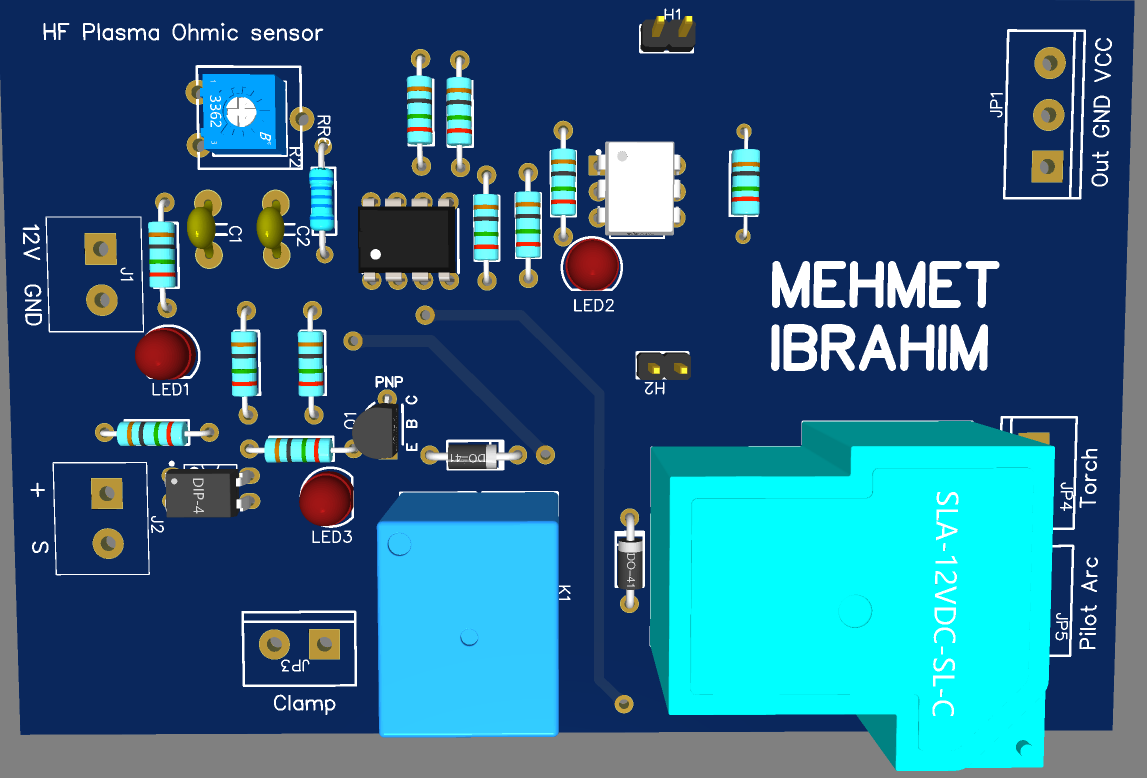 HF Plasma Ohmic sensor
H1
3362
R2
JP1
Out GND VCC
12V
GND
J1
C1
C2
LED2
MEHMET
IBRAHIM
LED1
PNP
C
B
E
H2
DO-41
+
S
J2
DIP-4
LED3
K1
DO-41
SLA-12VDC-SL-C
JP4
Torch
JP5
Pilot Arc
JP3
Clamp